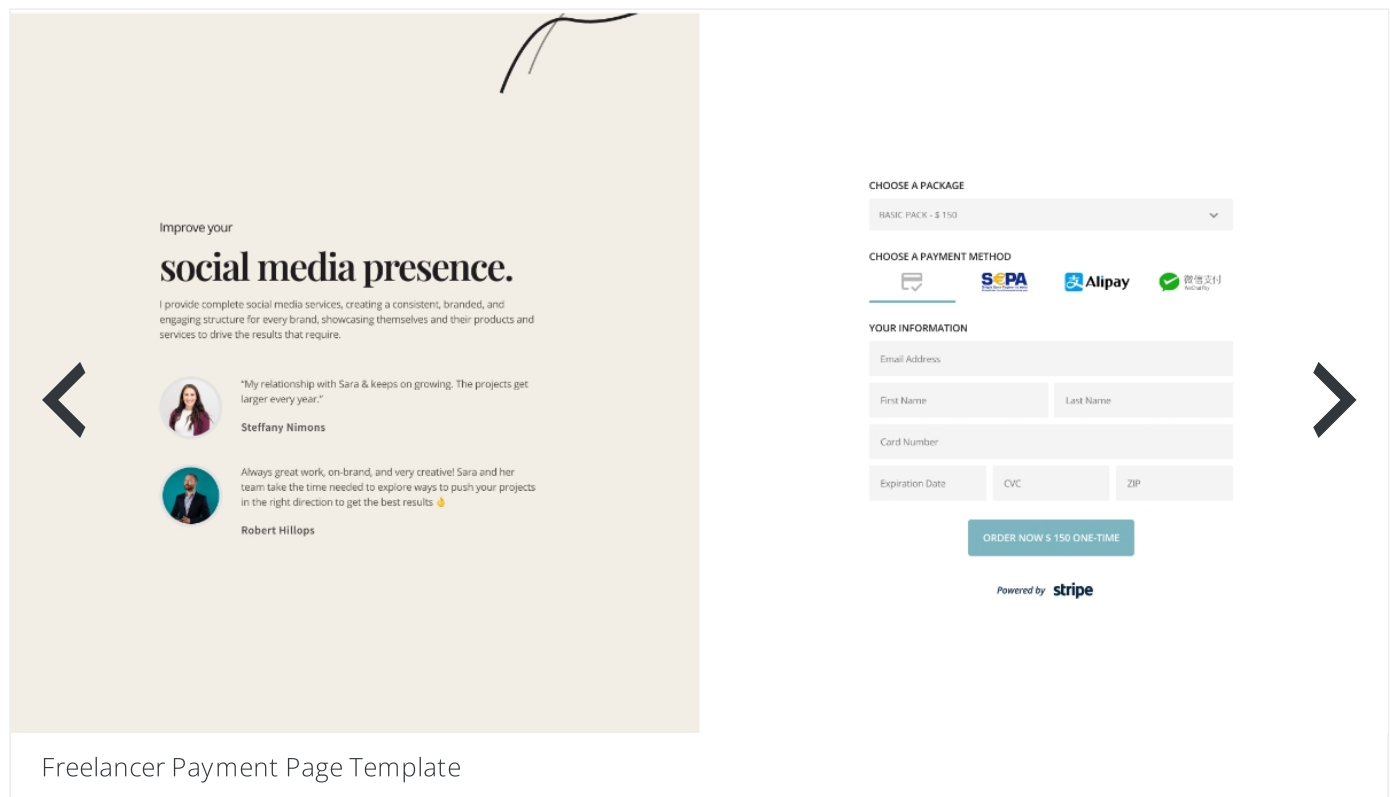 Improve your
social media presence.
I provide complete social media services, creating a consistent, branded, and
engaging structure for every brand, showcasing themselves and their products and
services to drive the results that require.
“My relationship with Sara & keeps on growing. The projects get
larger every year.”
Steffany Nimons
Always great work, on-brand, and very creative! Sara and her
team take the time needed to explore ways to push your projects
in the right direction to get the best results 👌
Robert Hillops
CHOOSE A PACKAGE
BASIC PACK - $ 150
CHOOSE A PAYMENT METHOD
S€PA
Alipay
微信支付
WeChat Pay
YOUR INFORMATION
Email Address
First Name
Last Name
Card Number
Expiration Date
CVC
ZIP
ORDER NOW $ 150 ONE-TIME
Powered by stripe
Freelancer Payment Page Template